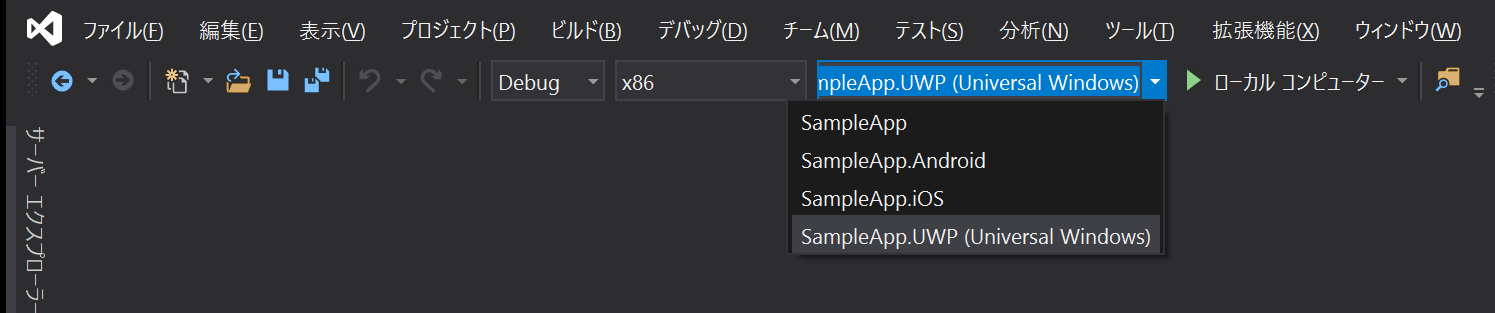 ファイル(F) 編集(E) 表示(V) プロジェクト(P) ビルド(B) デバッグ(D) チーム(M) テスト(S) 分析(N) ツール(T) 拡張機能(X) ウィンドウ(W)
Debug x86 npleApp.UWP (Universal Windows) ローカル コンピューター
SampleApp
SampleApp.Android
SampleApp.iOS
SampleApp.UWP (Universal Windows)
サーバー エクスプローラー